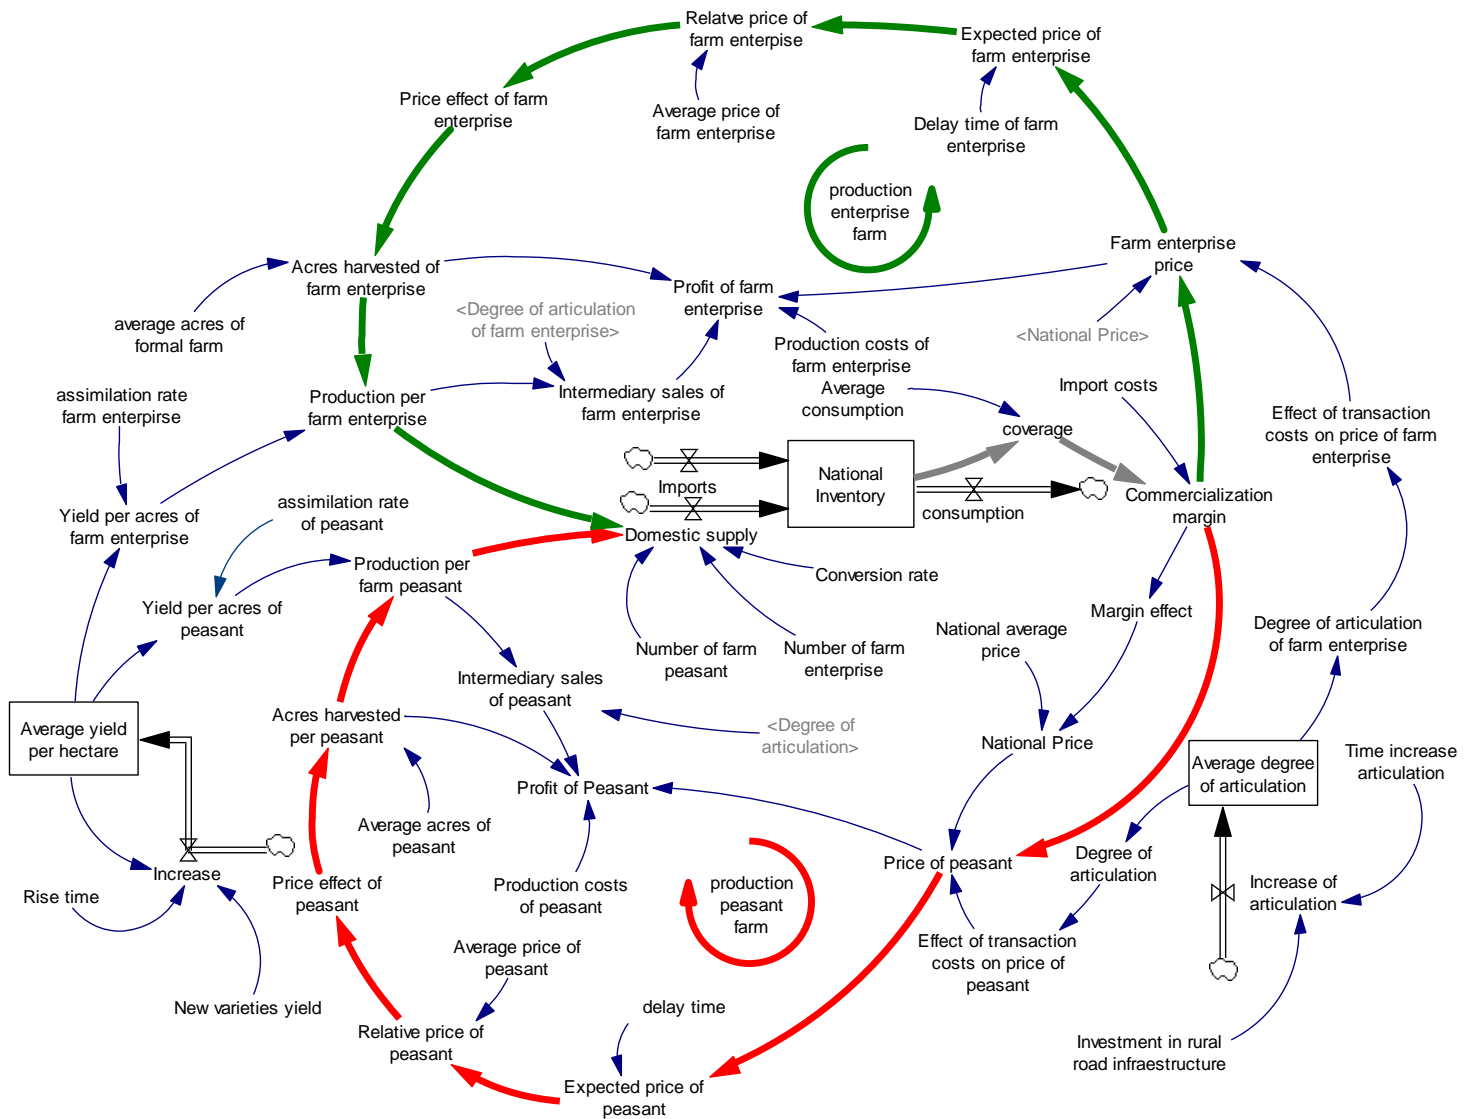 Relatve price of
farm enterpise
Expected price of
farm enterprise
Price effect of farm
enterprise
Average price of
farm enterprise
Delay time of farm
enterprise
production
enterprise
farm
Farm enterprise
price
Acres harvested of
farm enterprise
Profit of farm
enterprise
<Degree of articulation
of farm enterprise>
<National Price>
average acres of
formal farm
Production costs of
farm enterprise
Average
consumption
Import costs
assimilation rate
farm enterpirse
Production per
farm enterprise
Intermediary sales of
farm enterprise
coverage
Effect of transaction
costs on price of farm
enterprise
National
Inventory
Imports
consumption
Commercialization
margin
Yield per acres of
farm enterprise
assimilation rate
of peasant
Domestic supply
Production per
farm peasant
Conversion rate
Yield per acres of
peasant
Margin effect
Number of farm
peasant
Number of farm
enterprise
National average
price
Degree of articulation
of farm enterprise
Intermediary sales
of peasant
Average yield
per hectare
Acres harvested
per peasant
<Degree of
articulation>
National Price
Average degree
of articulation
Time increase
articulation
Profit of Peasant
Average acres of
peasant
Price of peasant
Degree of
articulation
Increase
Rise time
Price effect of
peasant
Production costs
of peasant
production
peasant
farm
Increase of
articulation
Average price of
peasant
Effect of transaction
costs on price of
peasant
New varieties yield
delay time
Relative price of
peasant
Investment in rural
road infraestructure
Expected price of
peasant